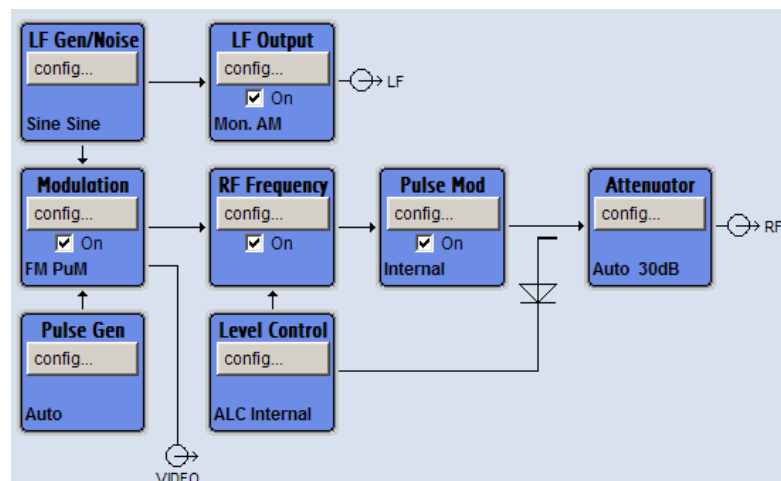 LF Gen/Noise
config...
Sine Sine
LF Output
config...
On
Mon. AM
LF
Modulation
config...
On
FM PuM
RF Frequency
config...
On
Pulse Mod
config...
On
Internal
Attenuator
config...
Auto 30dB
RF
Pulse Gen
config...
Auto
Level Control
config...
ALC Internal
VIDEO